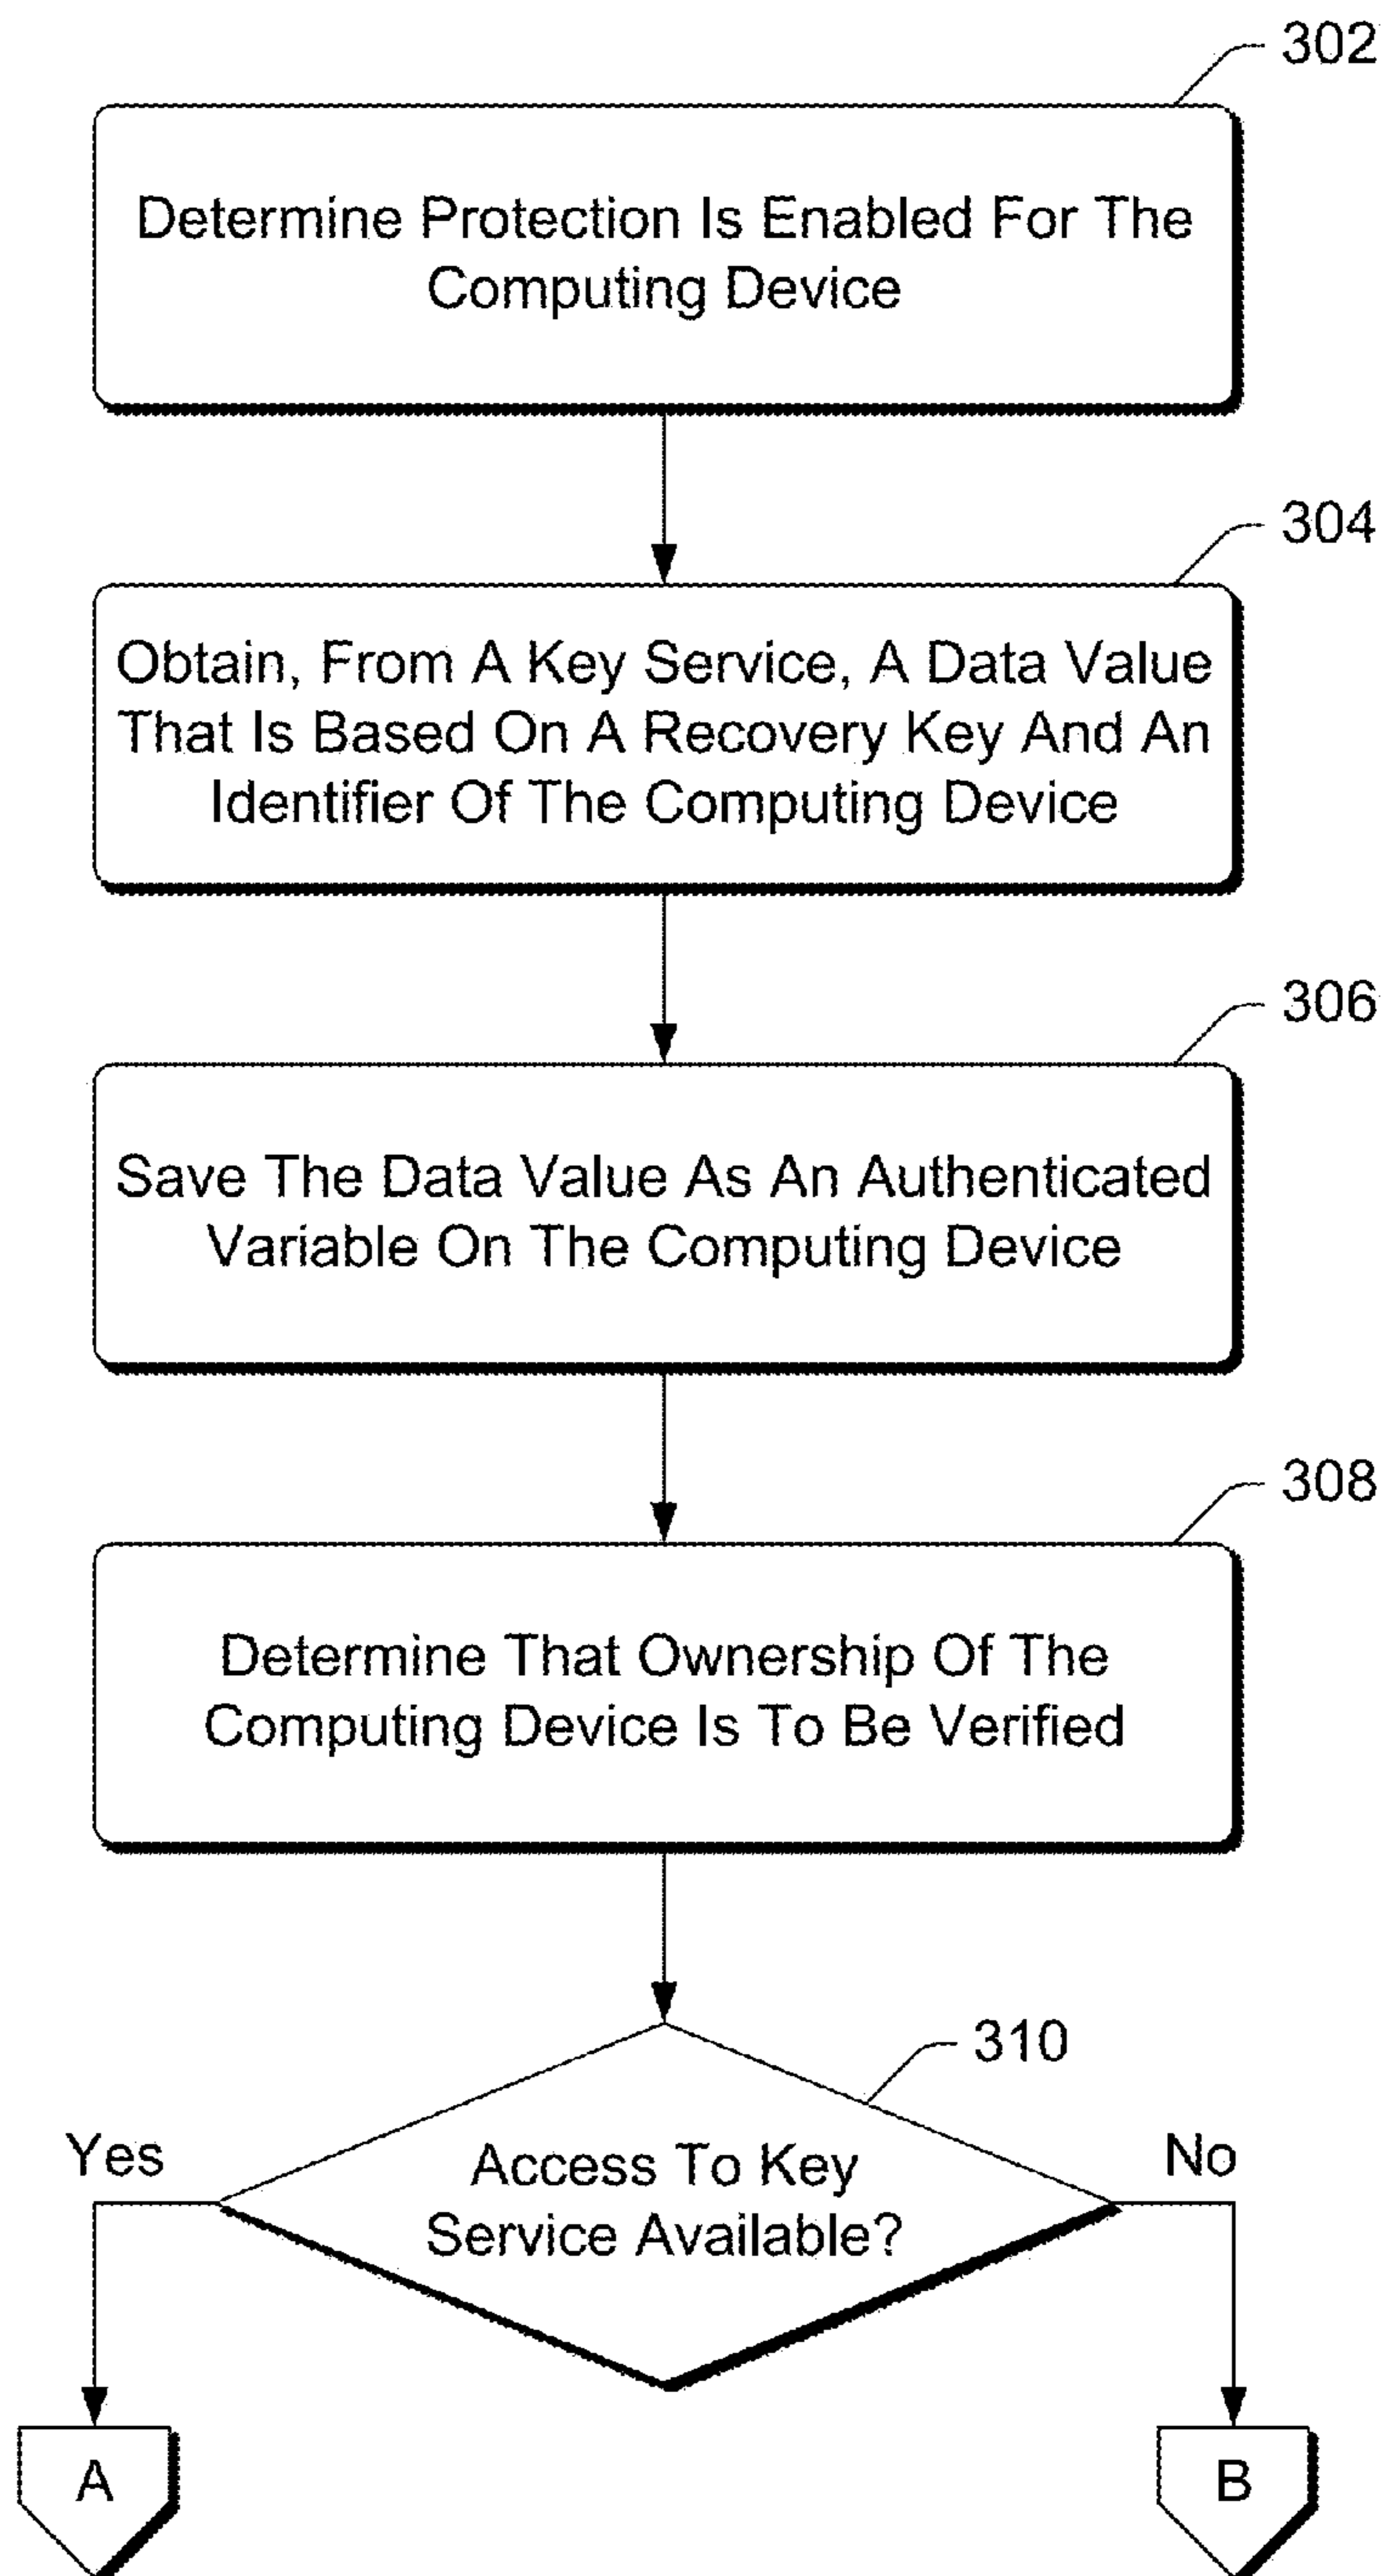 302
Determine Protection Is Enabled For The
Computing Device
304
Obtain, From A Key Service, A Data Value
That Is Based On A Recovery Key And An
Identifier Of The Computing Device
306
Save The Data Value As An Authenticated
Variable On The Computing Device
308
Determine That Ownership Of The
Computing Device Is To Be Verified
310
Yes
No
Access To Key
Service Available?
A
B